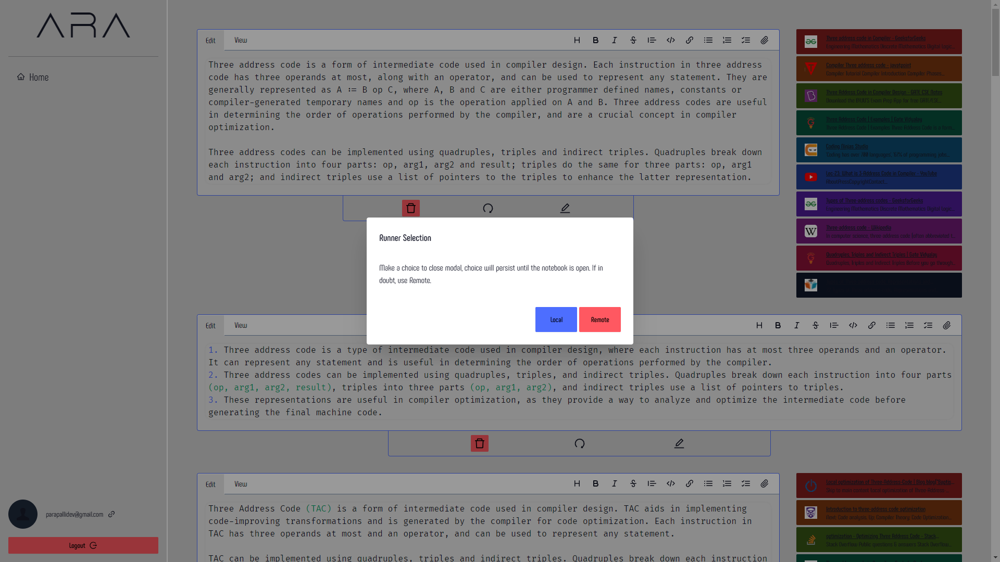 ARA
Home
parapallidev@gmail.com
Logout
Edit
View
Three address code is a form of intermediate code used in compiler design. Each instruction in three address
code has three operands at most, along with an operator, and can be used to represent any statement. They are
generally represented as A := B op C, where A, B and C are either programmer defined names, constants or
compiler-generated temporary names and op is the operation applied on A and B. Three address codes are useful
in determining the order of operations performed by the compiler, and are a crucial concept in compiler
optimization.
Three address codes can be implemented using quadruples, triples and indirect triples. Quadruples break down
each instruction into four parts: op, arg1, arg2 and result; triples do the same for three parts: op, arg1
and arg2; and indirect triples use a list of pointers to the triples to enhance the latter representation.
Three address code in Compiler - GeeksforGeeks
Engineering Mathematics Discrete Mathematics Digital Logic...
Compiler Three address code - javatpoint
Compiler Tutorial Compiler Introduction Compiler Phases...
Three Address Code in Compiler Design - GATE CSE Notes
Download the BYJU'S Exam Prep App for free GATE/ESE...
Three Address Code | Examples | Gate Vidyalay
Three Address Code | Examples Three Address Code is a form...
Coding Ninjas Studio
'Coding has over 700 languages', '67% of programming jobs...
Lec-23: What is 3-Address Code in Compiler - YouTube
AboutPressCopyrightContact...
Types of Three-address codes - GeeksforGeeks
Engineering Mathematics Discrete Mathematics Digital Logic...
Three-address code - Wikipedia
In computer science, three-address code (often abbreviated t...
Quadruples, Triples and Indirect Triples | Gate Vidyalay
Quadruples, Triples and Indirect Triples Before you go through...
Runner Selection
Make a choice to close modal, choice will persist until the notebook is open. If in
doubt, use Remote.
Local
Remote
Edit
View
1. Three address code is a type of intermediate code used in compiler design, where each instruction has at most three operands and an operator.
It can represent any statement and is useful in determining the order of operations performed by the compiler.
2. Three address codes can be implemented using quadruples, triples, and indirect triples. Quadruples break down each instruction into four parts
(op, arg1, arg2, result), triples into three parts (op, arg1, arg2), and indirect triples use a list of pointers to triples.
3. These representations are useful in compiler optimization, as they provide a way to analyze and optimize the intermediate code before
generating the final machine code.
Edit
View
Three Address Code (TAC) is a form of intermediate code used in compiler design. TAC aids in implementing
code-improving transformations and is generated by the compiler for code optimization. Each instruction in
TAC has three operands at most and an operator, and can be used to represent any statement.
TAC can be implemented using quadruples, triples and indirect triples. Quadruples break down each instruction
Local optimization of Three-Address-Code | Blog
Skip to main content Local optimization of Three-Address-...
Introduction to three-address code optimization
Next: Code analysis, Up: Compiler Theory: Code Optimization...
optimization - Optimizing Three Address Code - Stack...
Stack Overflow Public questions & answers Stack Overflow...